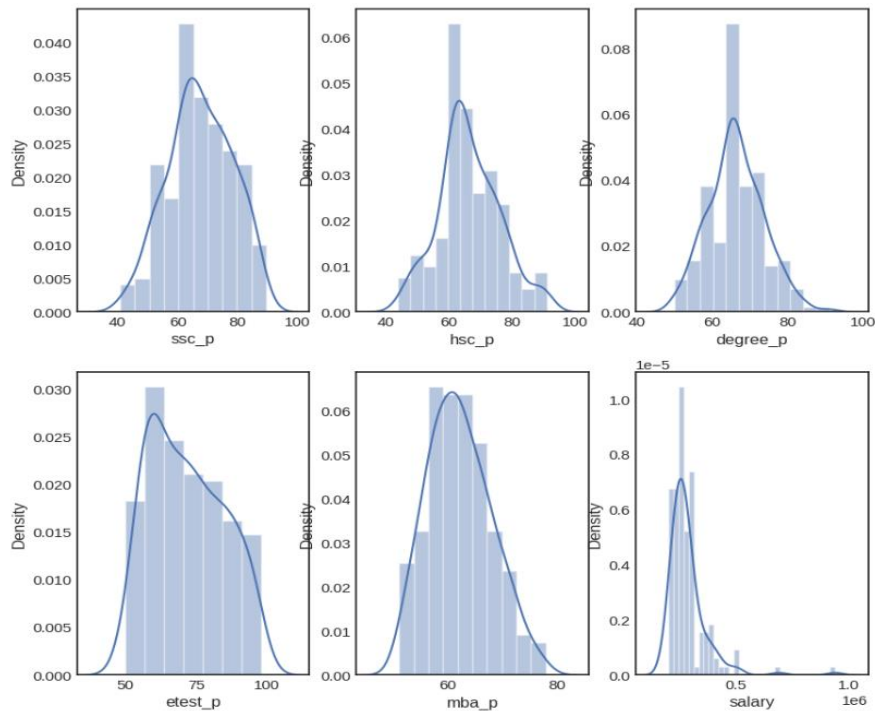 Density
0.040
0.035
0.030
0.025
0.020
0.015
0.010
0.005
0.000
40 60 80 100
ssc_p
Density
0.06
0.05
0.04
0.03
0.02
0.01
0.00
40 60 80 100
hsc_p
Density
0.08
0.06
0.04
0.02
0.00
40 60 80 100
degree_p
Density
0.030
0.025
0.020
0.015
0.010
0.005
0.000
50 75 100
etest_p
Density
0.06
0.05
0.04
0.03
0.02
0.01
0.00
60 80
mba_p
1e−5
Density
1.0
0.8
0.6
0.4
0.2
0.0
0.5 1.0
1e6
salary